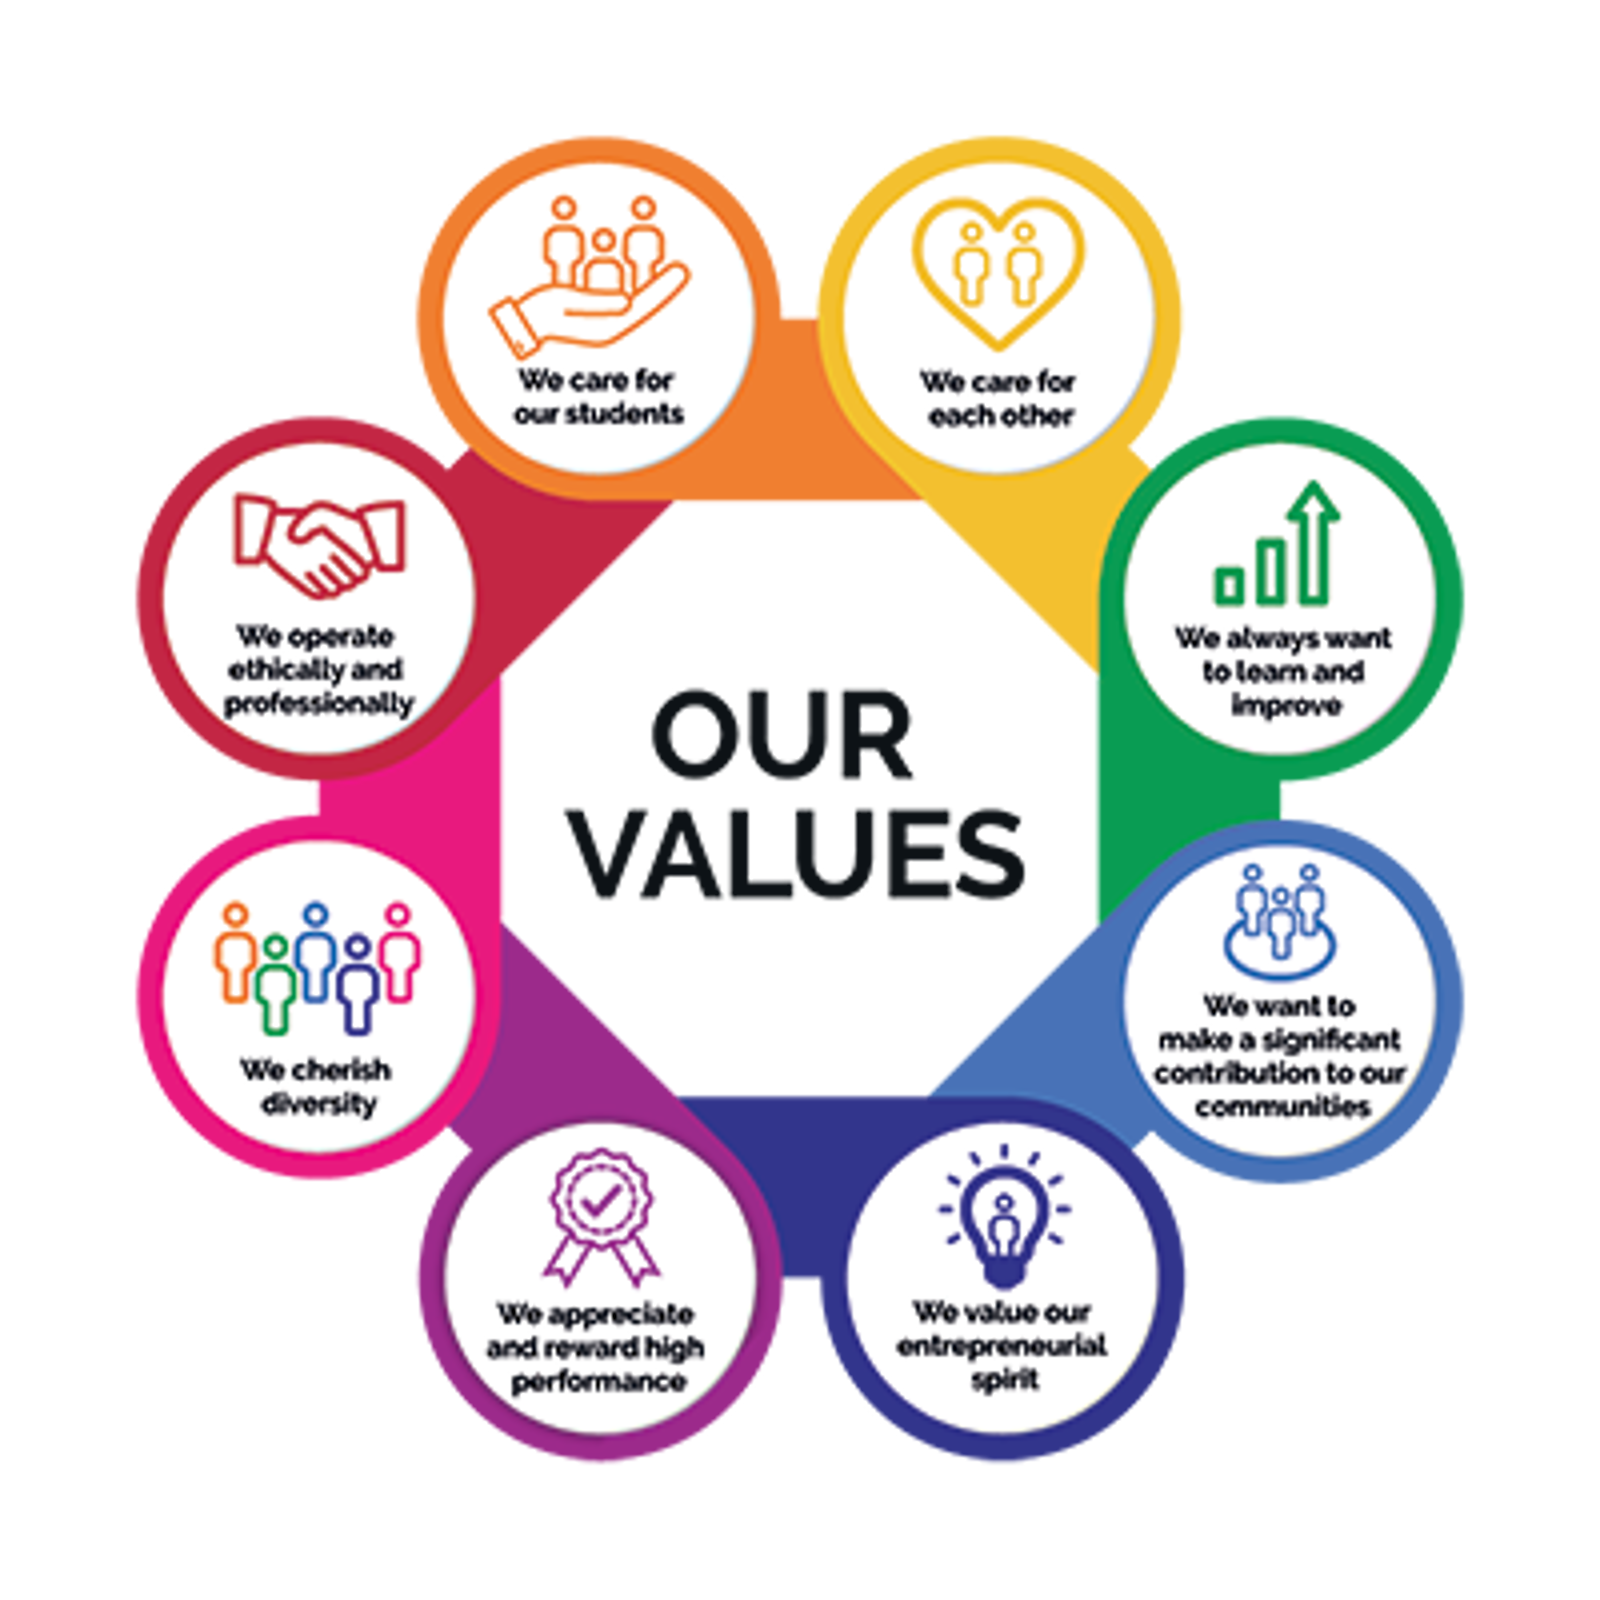 We care for
our students
We care for
each other
We always want
to learn and
improve
We want to
make a significant
contribution to our
communities
We value our
entrepreneurial
spirit
We appreciate
and reward high
performance
We cherish
diversity
We operate
ethically and
professionally
OUR
VALUES